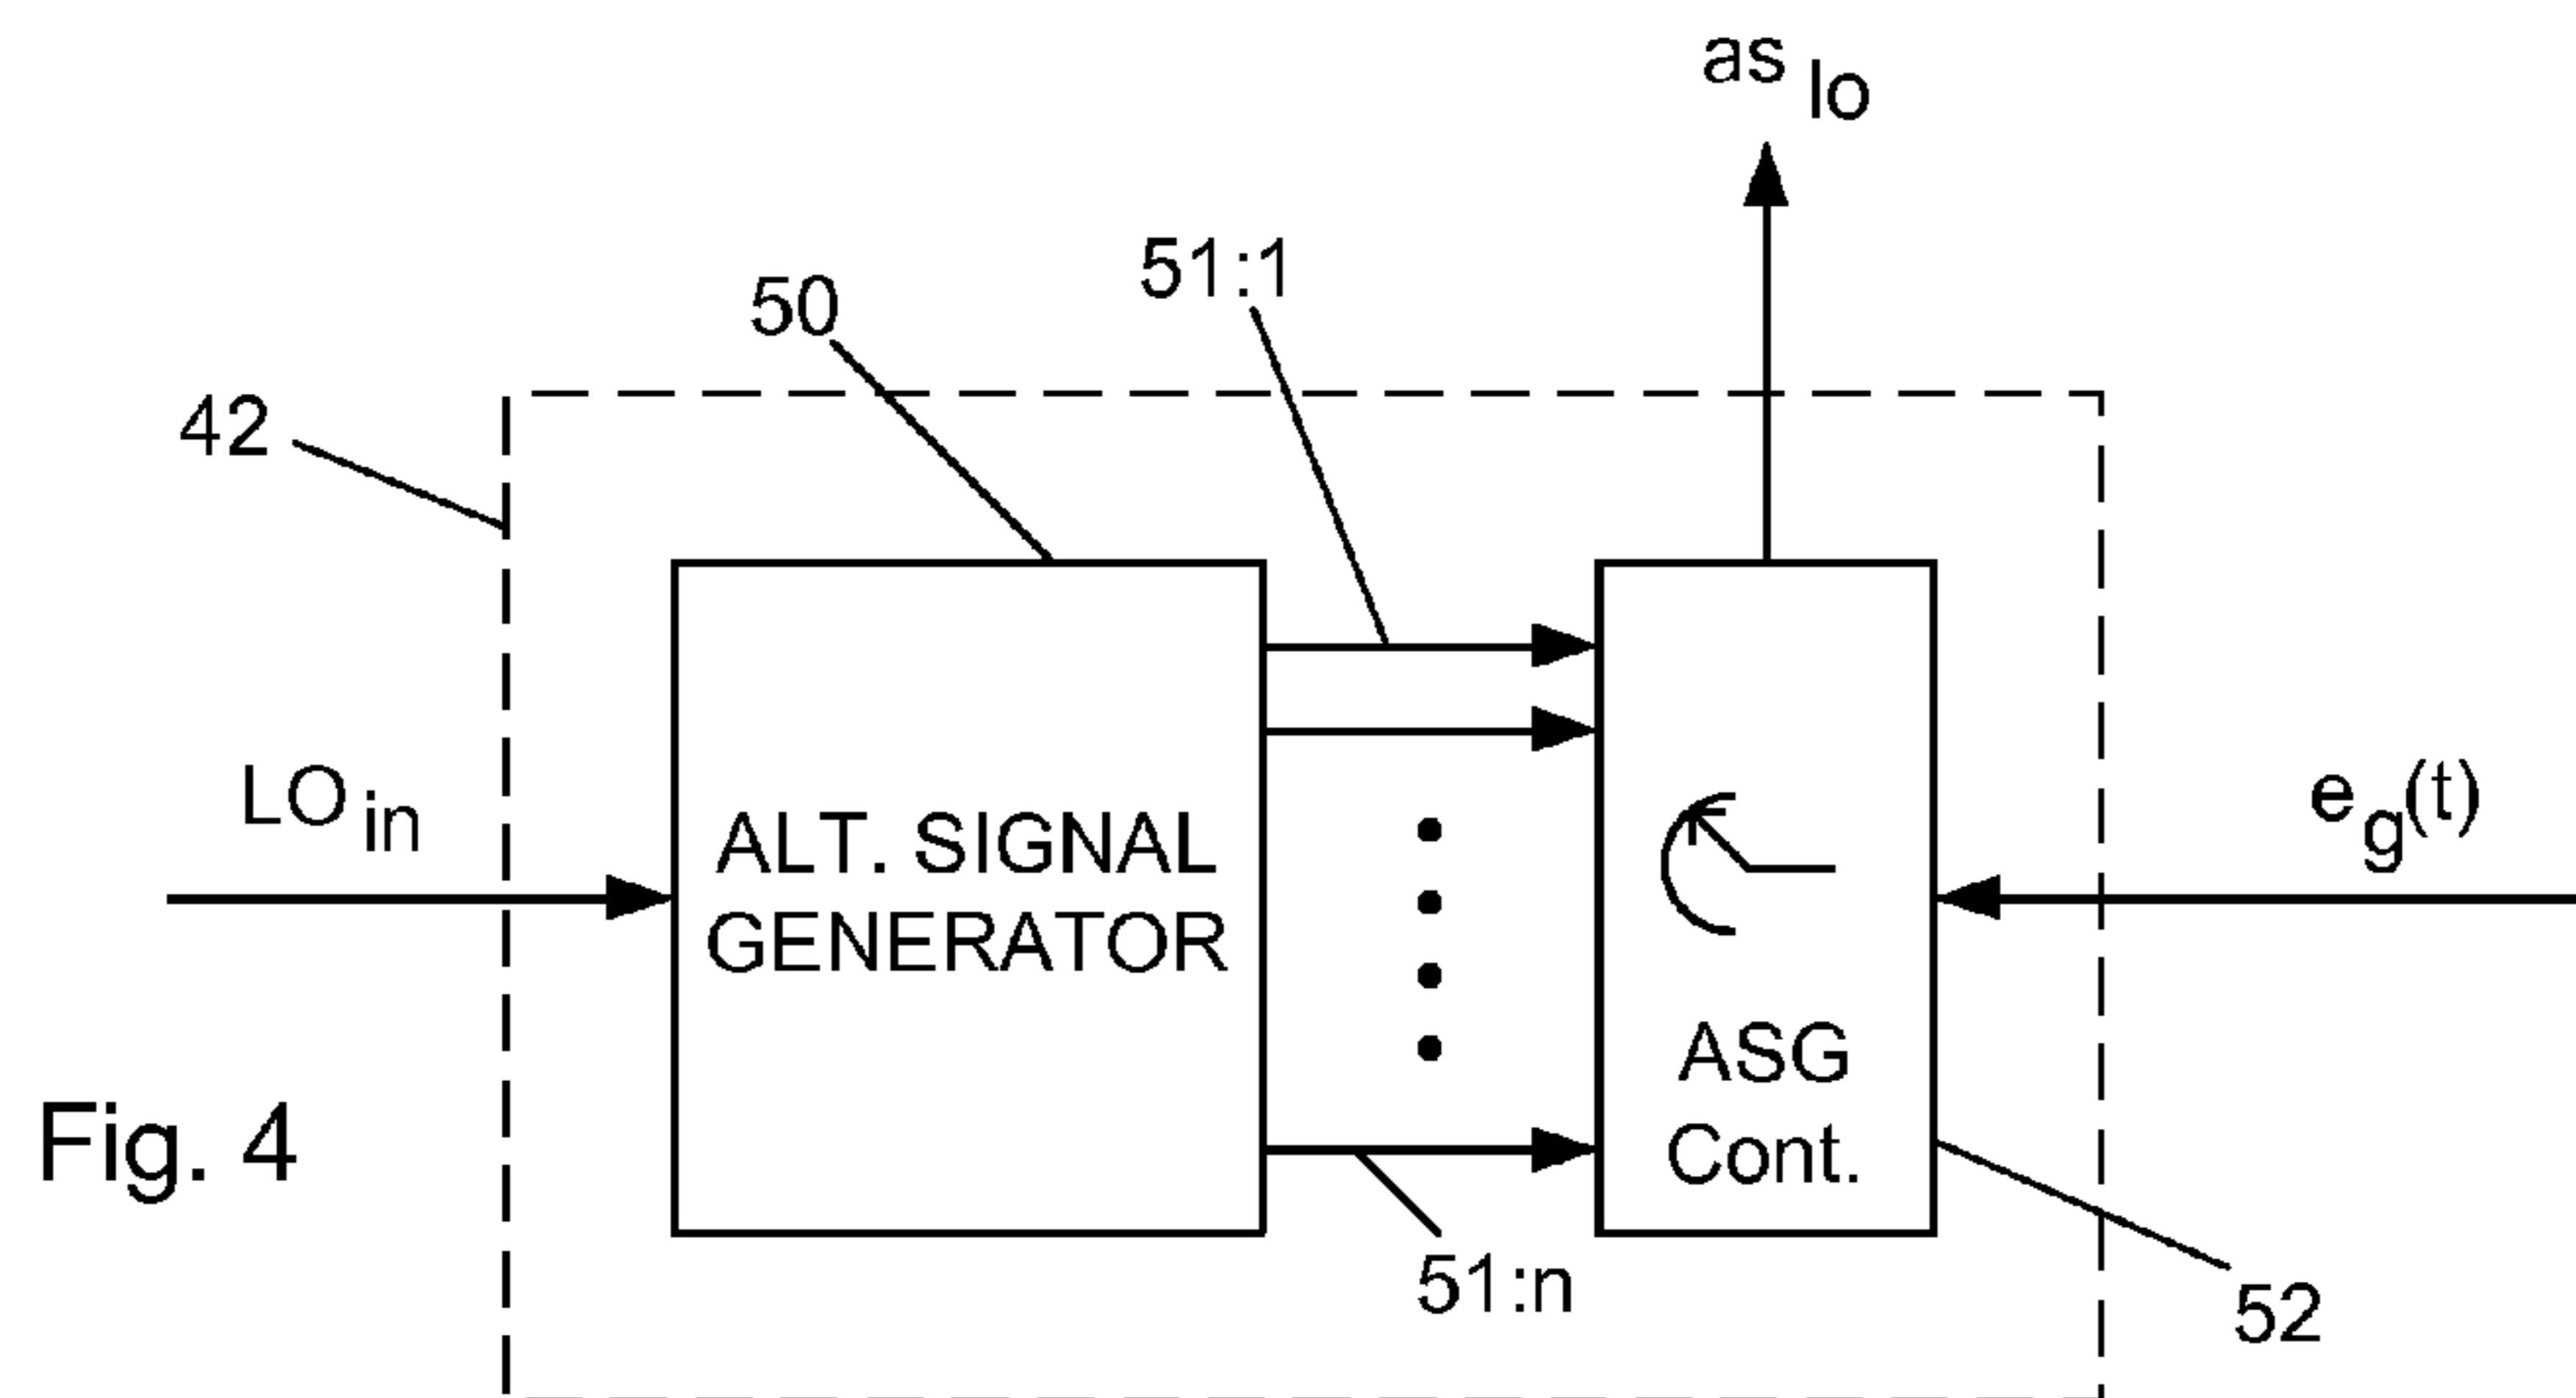 as lo
51:1
50
42
LO in
ALT. SIGNAL
GENERATOR
e g(t)
ASG
Cont.
Fig. 4
51:n
52